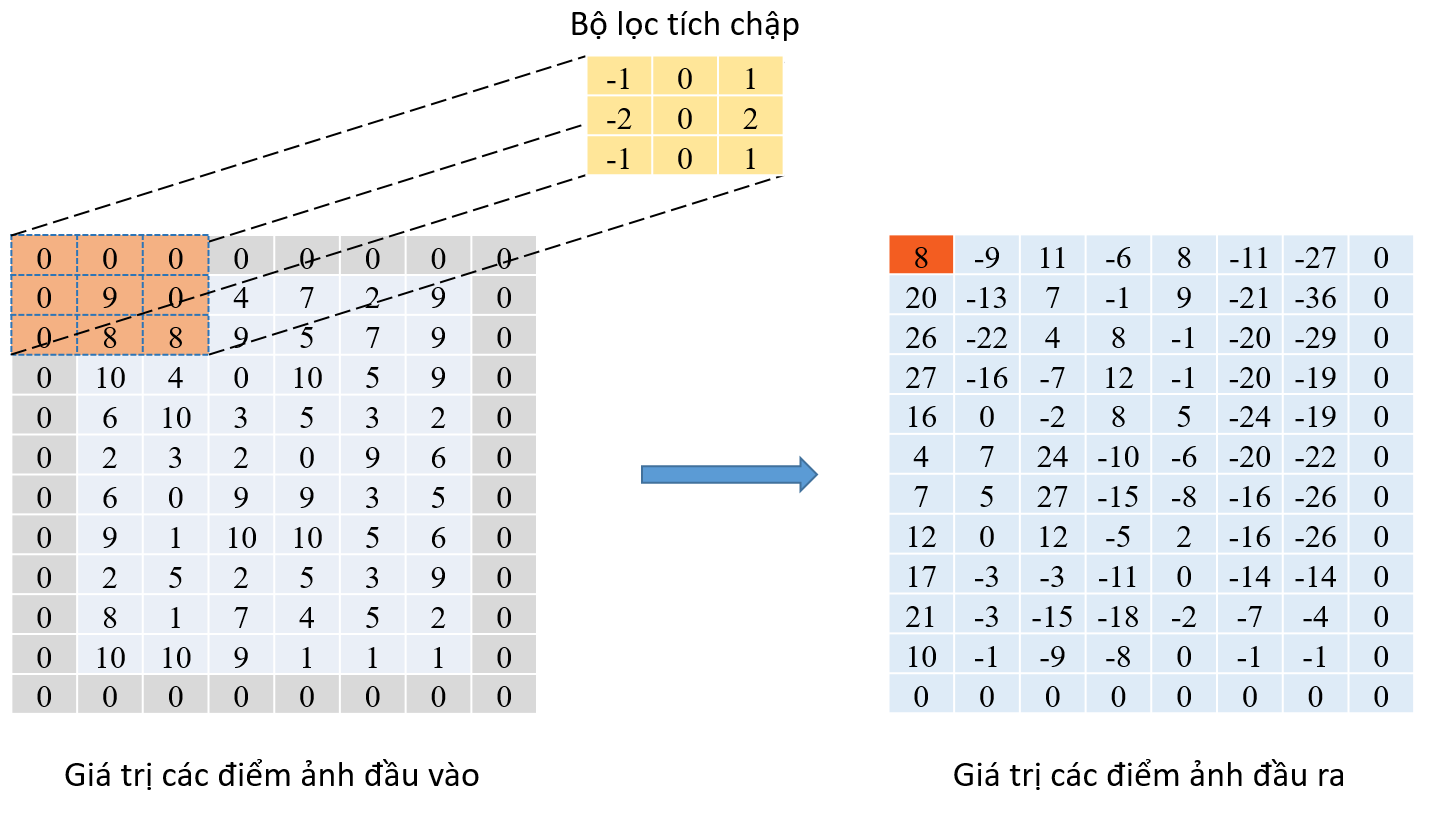 Bộ lọc tích chập
-1 0 1
-2 0 2
-1 0 1
0 0 0 0 0 0 0 0
0 9 0 4 7 2 9 0
0 8 8 9 5 7 9 0
0 10 4 0 10 5 9 0
0 6 10 3 5 3 2 0
0 2 3 2 0 9 6 0
0 6 0 9 9 3 5 0
0 9 1 10 10 5 6 0
0 2 5 2 5 3 9 0
0 8 1 7 4 5 2 0
0 10 10 9 1 1 1 0
0 0 0 0 0 0 0 0
Giá trị các điểm ảnh đầu vào
8 -9 11 -6 8 -11 -27 0
20 -13 7 -1 9 -21 -36 0
26 -22 4 8 -1 -20 -29 0
27 -16 -7 12 -1 -20 -19 0
16 0 -2 8 5 -24 -19 0
4 7 24 -10 -6 -20 -22 0
7 5 27 -15 -8 -16 -26 0
12 0 12 -5 2 -16 -26 0
17 -3 -3 -11 0 -14 -14 0
21 -3 -15 -18 -2 -7 -4 0
10 -1 -9 -8 0 -1 -1 0
0 0 0 0 0 0 0 0
Giá trị các điểm ảnh đầu ra